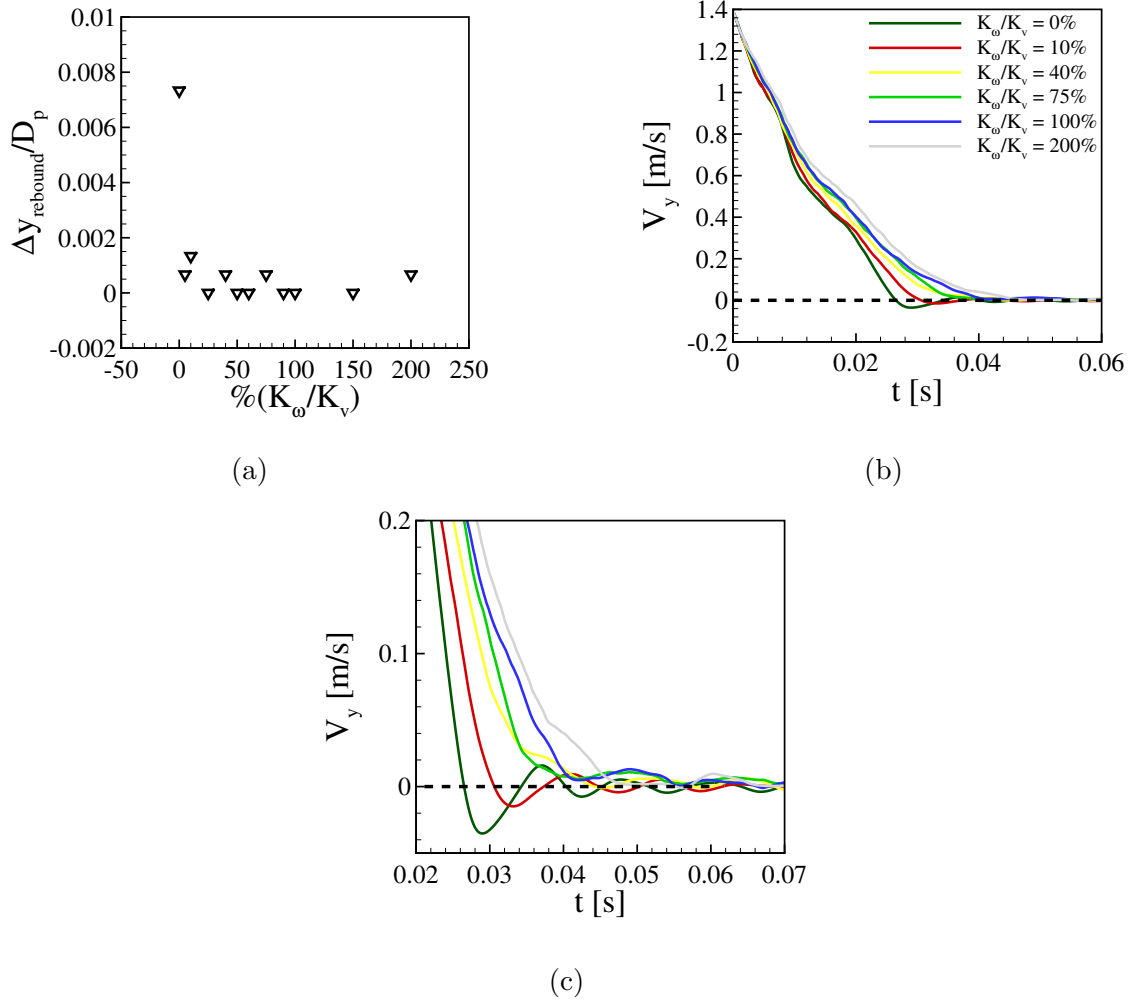 0.01
0.008
0.006
0.004
0.002
0
-0.002
Δy_rebound/D_p
-50 0 50 100 150 200 250
%(K_ω/K_v)
(a)
1.4
1.2
1
0.8
0.6
0.4
0.2
0
-0.2
V_y [m/s]
K_ω/K_v = 0%
K_ω/K_v = 10%
K_ω/K_v = 40%
K_ω/K_v = 75%
K_ω/K_v = 100%
K_ω/K_v = 200%
0 0.02 0.04 0.06
t [s]
(b)
0.2
0.1
0
V_y [m/s]
0.02 0.03 0.04 0.05 0.06 0.07
t [s]
(c)